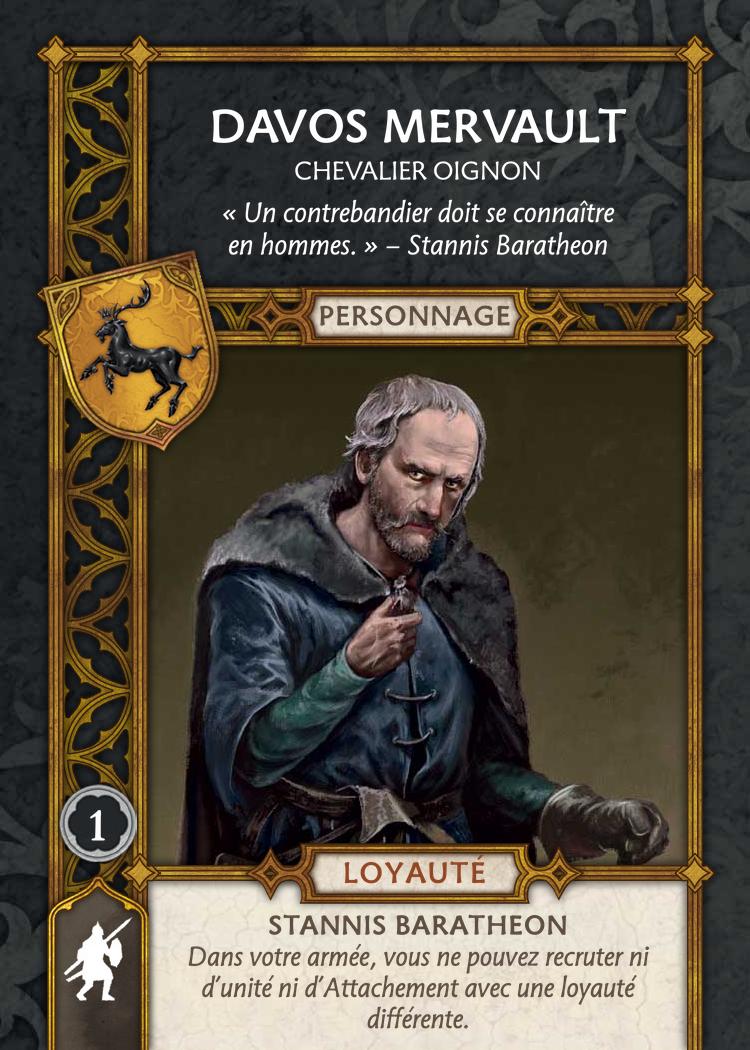 DAVOS MERVAULT
CHEVALIER OIGNON
« Un contrebandier doit se connaître
en hommes. » – Stannis Baratheon
PERSONNAGE
1
LOYAUTÉ
STANNIS BARATHEON
Dans votre armée, vous ne pouvez recruter ni
d'unité ni d'Attachement avec une loyauté
différente.